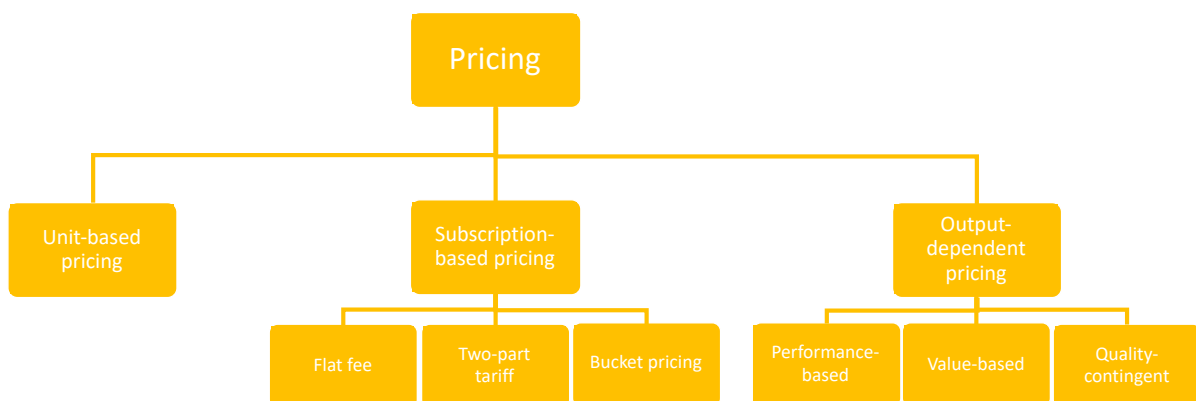 Pricing
Unit-based
pricing
Subscription-
based pricing
Output-
dependent
pricing
Flat fee
Two-part
tariff
Bucket pricing
Performance-
based
Value-based
Quality-
contingent